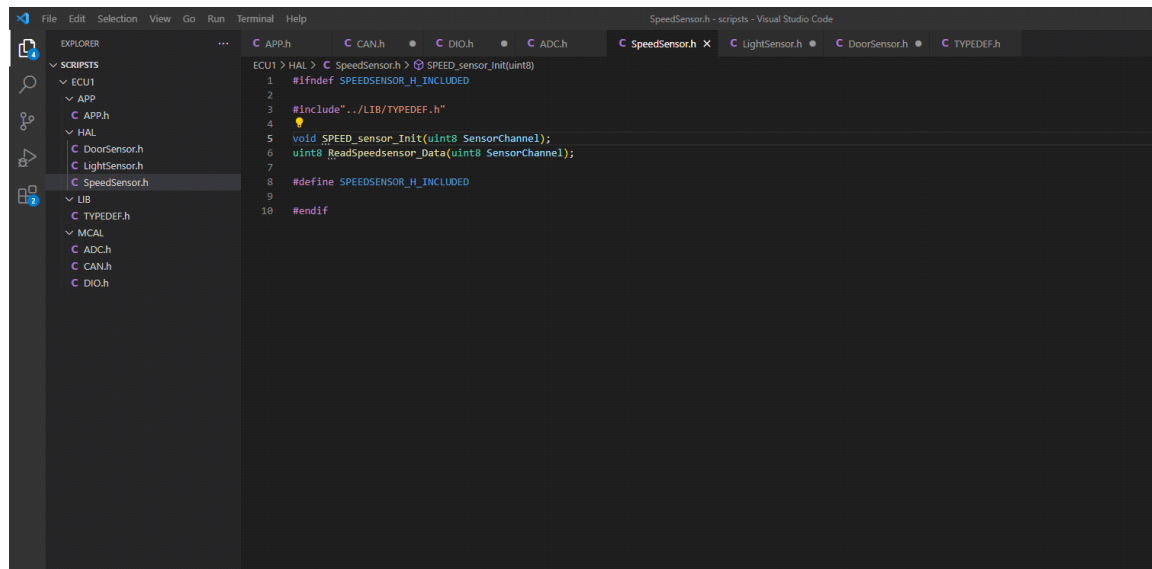 File Edit Selection View Go Run Terminal Help
SpeedSensor.h - scripsts - Visual Studio Code
EXPLORER ...
C APP.h C CAN.h C DIO.h C ADC.h C SpeedSensor.h C LightSensor.h C DoorSensor.h C TYPEDEF.h
ECU1 > HAL > C SpeedSensor.h > SPEED_sensor_Init(uint8)
4
2
SCRIPSTS
ECU1
APP
C APP.h
HAL
C DoorSensor.h
C LightSensor.h
C SpeedSensor.h
LIB
C TYPEDEF.h
MCAL
C ADC.h
C CAN.h
C DIO.h
1 #ifndef SPEEDSENSOR_H_INCLUDED
2
3 #include"../LIB/TYPEDEF.h"
4
5 void SPEED_sensor_Init(uint8 SensorChannel);
6 uint8 ReadSpeedsensor_Data(uint8 SensorChannel);
7
8 #define SPEEDSENSOR_H_INCLUDED
9
10 #endif